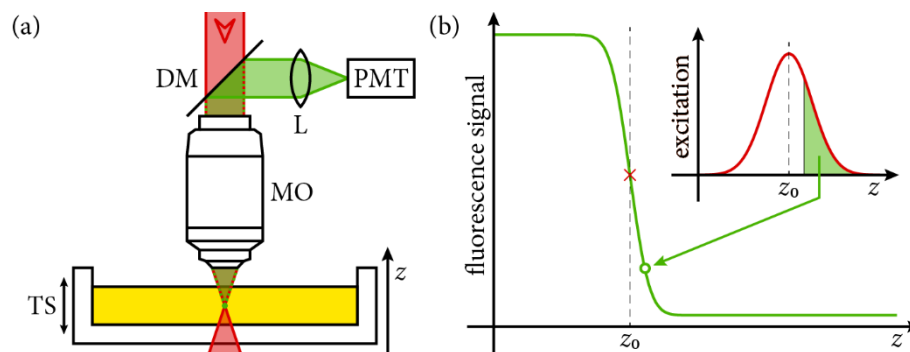 (a)
DM
PMT
L
MO
z
TS
(b)
fluorescence signal
excitation
z₀
z
z₀
z